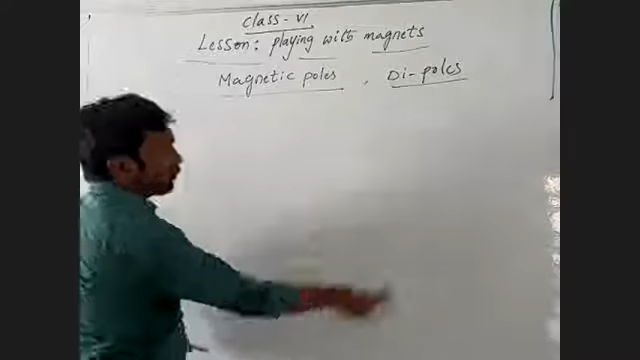 Class - VI
Lesson: playing with magnets
Magnetic poles , Di-poles